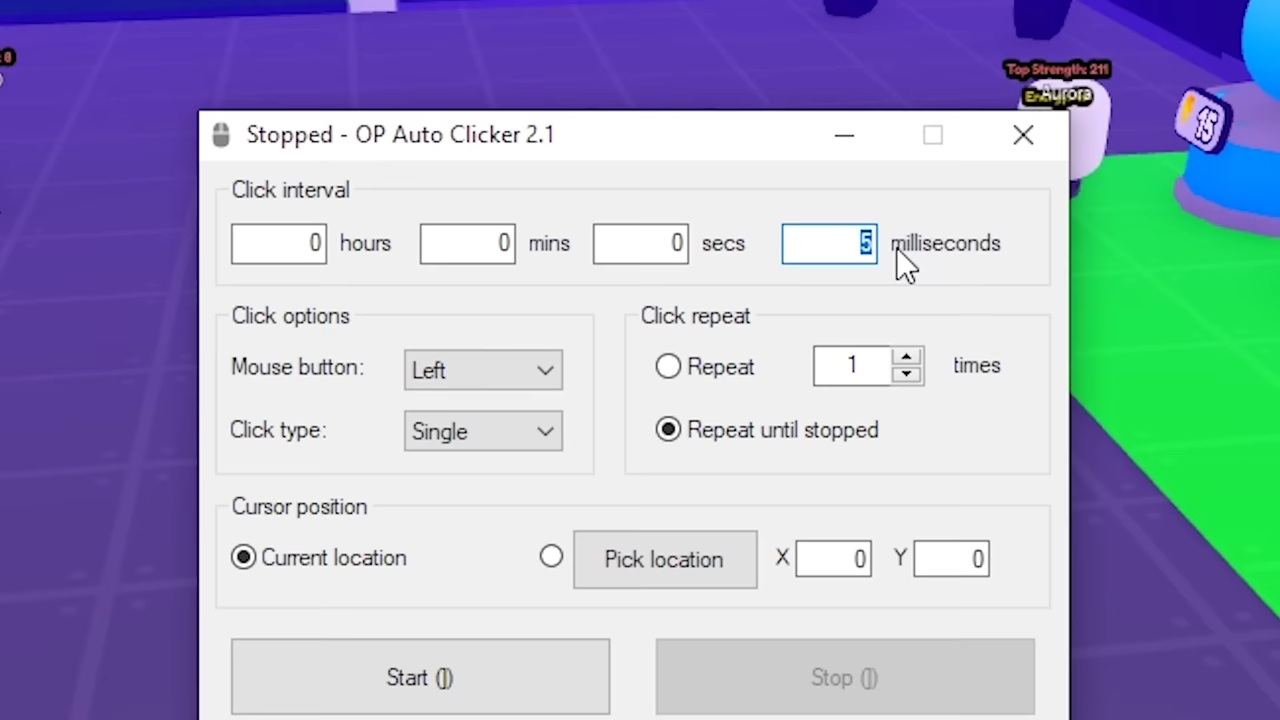 8
Top Strength: 211
Aurora
15
Stopped - OP Auto Clicker 2.1
Click interval
0 hours 0 mins 0 secs 5 milliseconds
Click options
Mouse button: Left
Click type: Single
Click repeat
Repeat 1 times
Repeat until stopped
Cursor position
Current location Pick location X 0 Y 0
Start (])
Stop (])